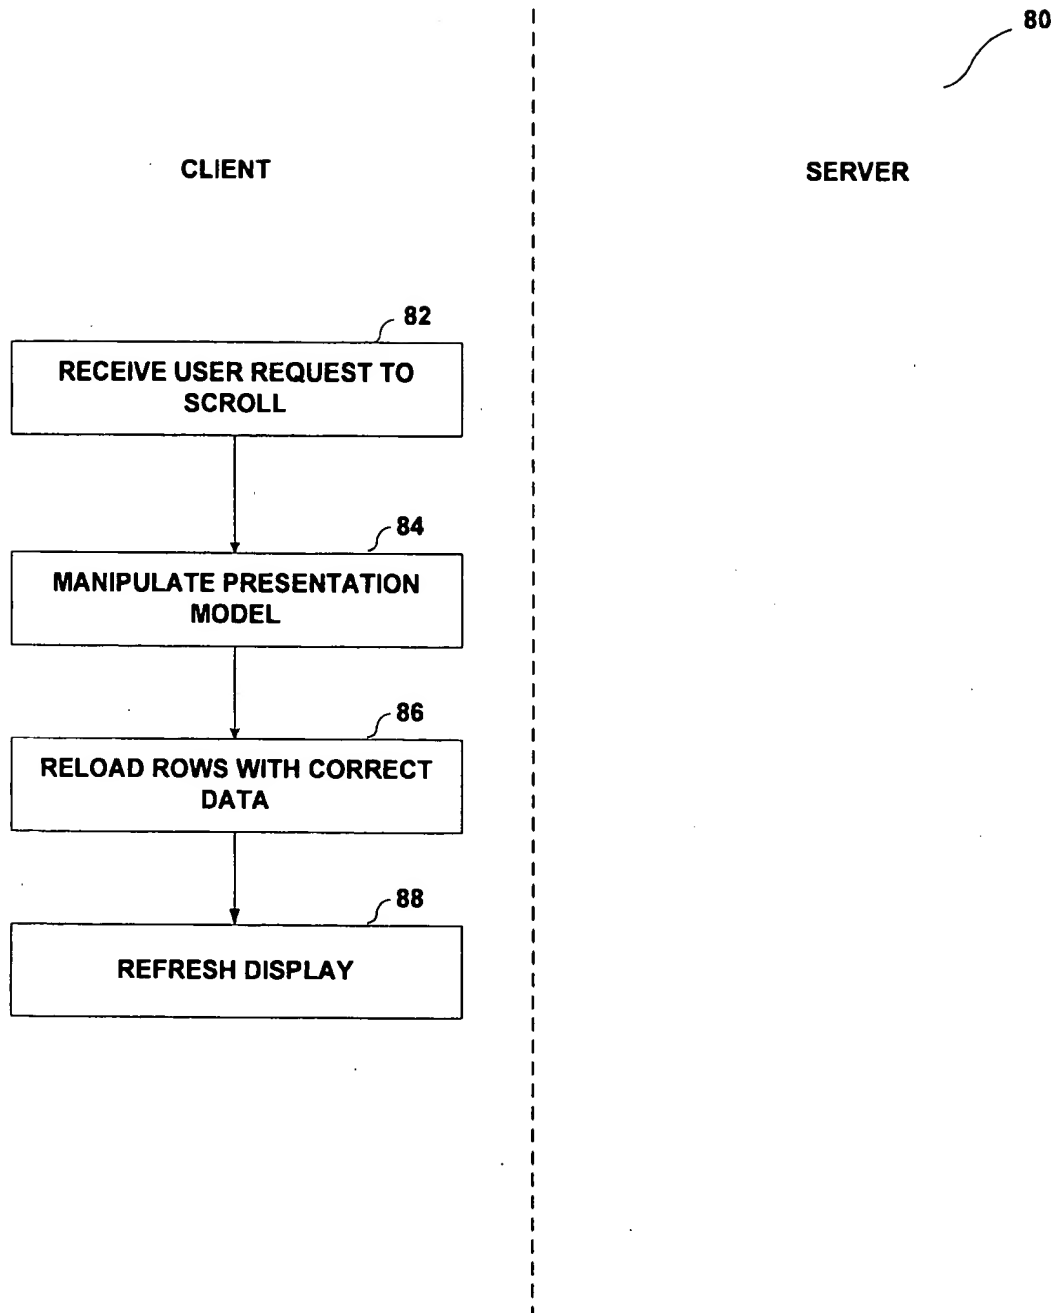 80
CLIENT
SERVER
82
RECEIVE USER REQUEST TO
SCROLL
84
MANIPULATE PRESENTATION
MODEL
86
RELOAD ROWS WITH CORRECT
DATA
88
REFRESH DISPLAY